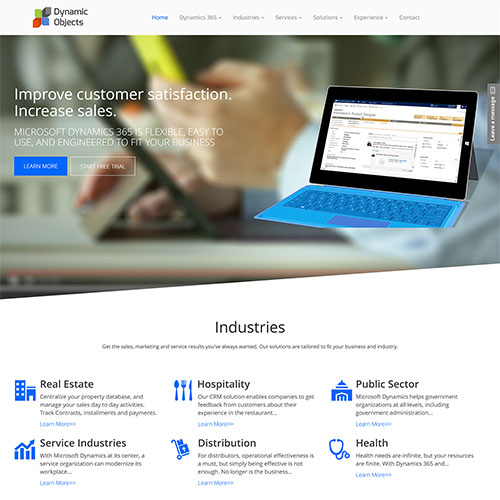 Dynamic
Objects
Home Dynamics 365 Industries Services Solutions Experience Contact
Improve customer satisfaction.
Increase sales.
MICROSOFT DYNAMICS 365 IS FLEXIBLE, EASY TO
USE, AND ENGINEERED TO FIT YOUR BUSINESS
LEARN MORE START FREE TRIAL
Leave a message
Industries
Get the sales, marketing and service results you've always wanted. Our solutions are tailored to fit your business and industry.
Real Estate
Centralize your property database, and
manage your sales day to day activities.
Track Contracts, installments and payments.
Learn More>>
Hospitality
Our CRM solution enables companies to get
feedback from customers about their
experience in the restaurant...
Learn More>>
Public Sector
Microsoft Dynamics helps government
organizations at all levels, including
government administration...
Learn More>>
Service Industries
With Microsoft Dynamics at its center, a
service organization can modernize its
workplace...
Learn More>>
Distribution
For distributors, operational effectiveness is
a must, but simply being effective is not
enough. No longer is the business...
Learn More>>
Health
Health needs are infinite, but your resources
are finite. With Dynamics 365 and...
Learn More>>